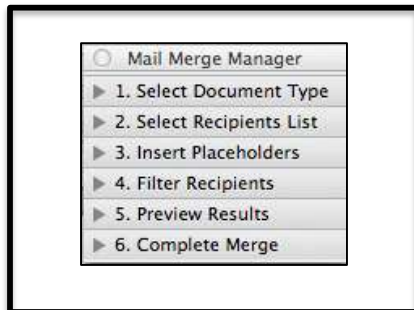 Mail Merge Manager
1. Select Document Type
2. Select Recipients List
3. Insert Placeholders
4. Filter Recipients
5. Preview Results
6. Complete Merge